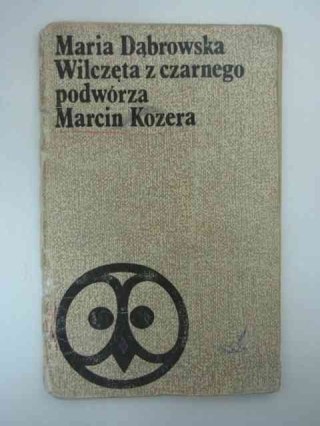 Maria Dąbrowska
Wilczęta z czarnego
podwórza
Marcin Kozera